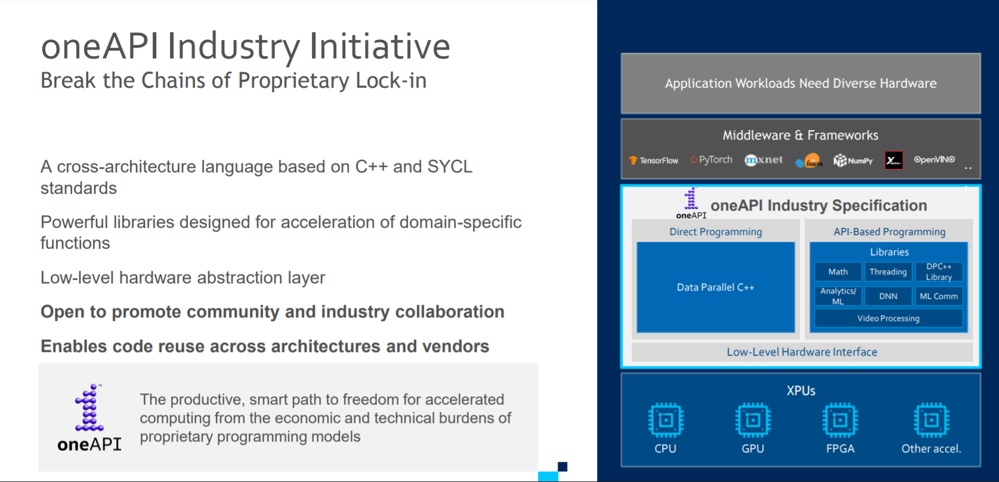 oneAPI Industry Initiative
Break the Chains of Proprietary Lock-in
A cross-architecture language based on C++ and SYCL
standards
Powerful libraries designed for acceleration of domain-specific
functions
Low-level hardware abstraction layer
Open to promote community and industry collaboration
Enables code reuse across architectures and vendors
oneAPI
™
The productive, smart path to freedom for accelerated
computing from the economic and technical burdens of
proprietary programming models
Application Workloads Need Diverse Hardware
Middleware & Frameworks
TensorFlow PyTorch mxnet learn NumPy OpenVINO ..
oneAPI
oneAPI Industry Specification
Direct Programming
Data Parallel C++
API-Based Programming
Libraries
Math
Threading
DPC++
Library
Analytics/
ML
DNN
ML Comm
Video Processing
Low-Level Hardware Interface
XPUs
CPU
GPU
FPGA
Other accel.